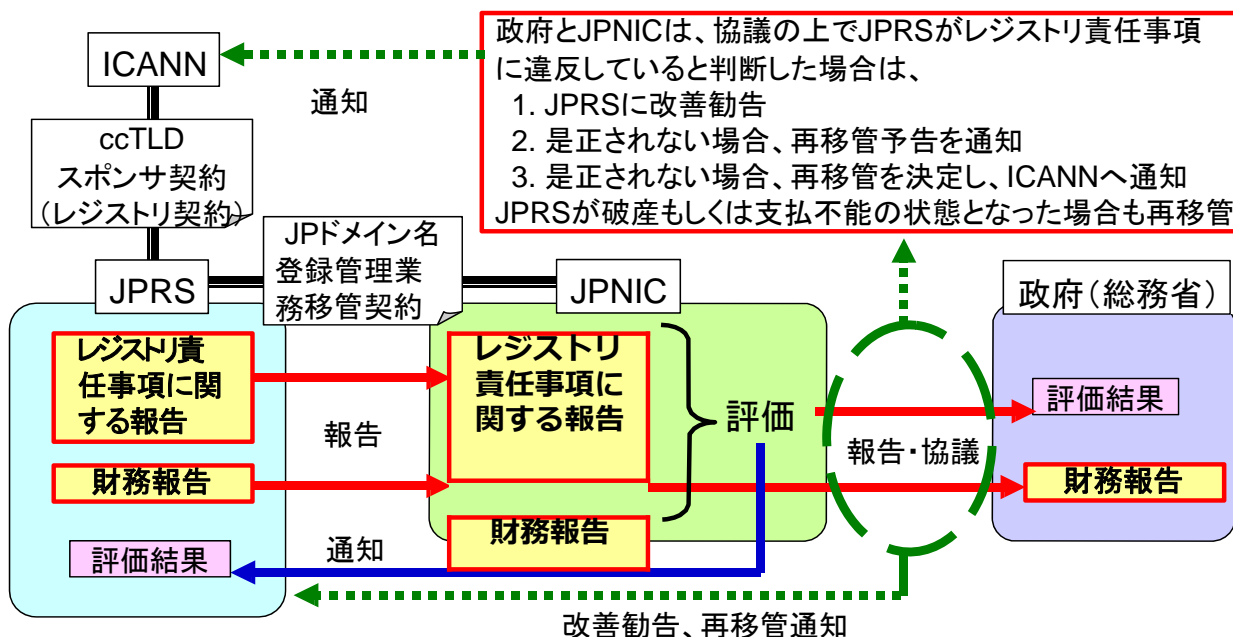 ICANN
通知
政府とJPNICは、協議の上でJPRSがレジストリ責任事項
に違反していると判断した場合は、
1. JPRSに改善勧告
2. 是正されない場合、再移管予告を通知
3. 是正されない場合、再移管を決定し、ICANNへ通知
JPRSが破産もしくは支払不能の状態となった場合も再移管
ccTLD
スポンサ契約
（レジストリ契約）
JPドメイン名
登録管理業
務移管契約
JPRS
JPNIC
政府（総務省）
レジストリ責
任事項に関
する報告
報告
レジストリ
責任事項に
関する報告
評価
報告・協議
評価結果
財務報告
財務報告
財務報告
評価結果
通知
改善勧告、再移管通知